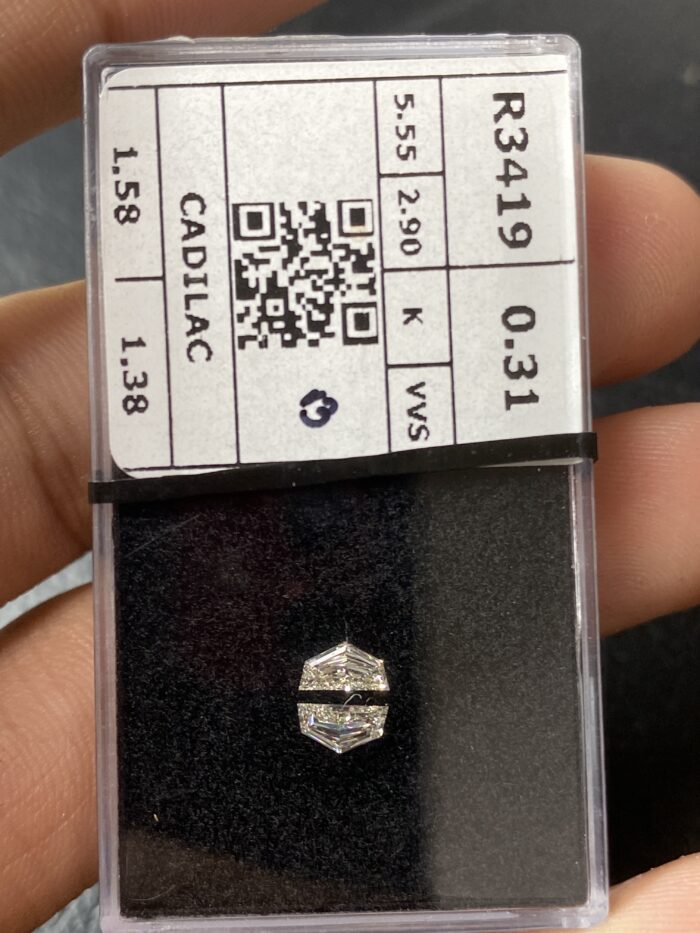 R3419 0.31
5.55 2.90 K VVS
CADILAC
1.58 1.38